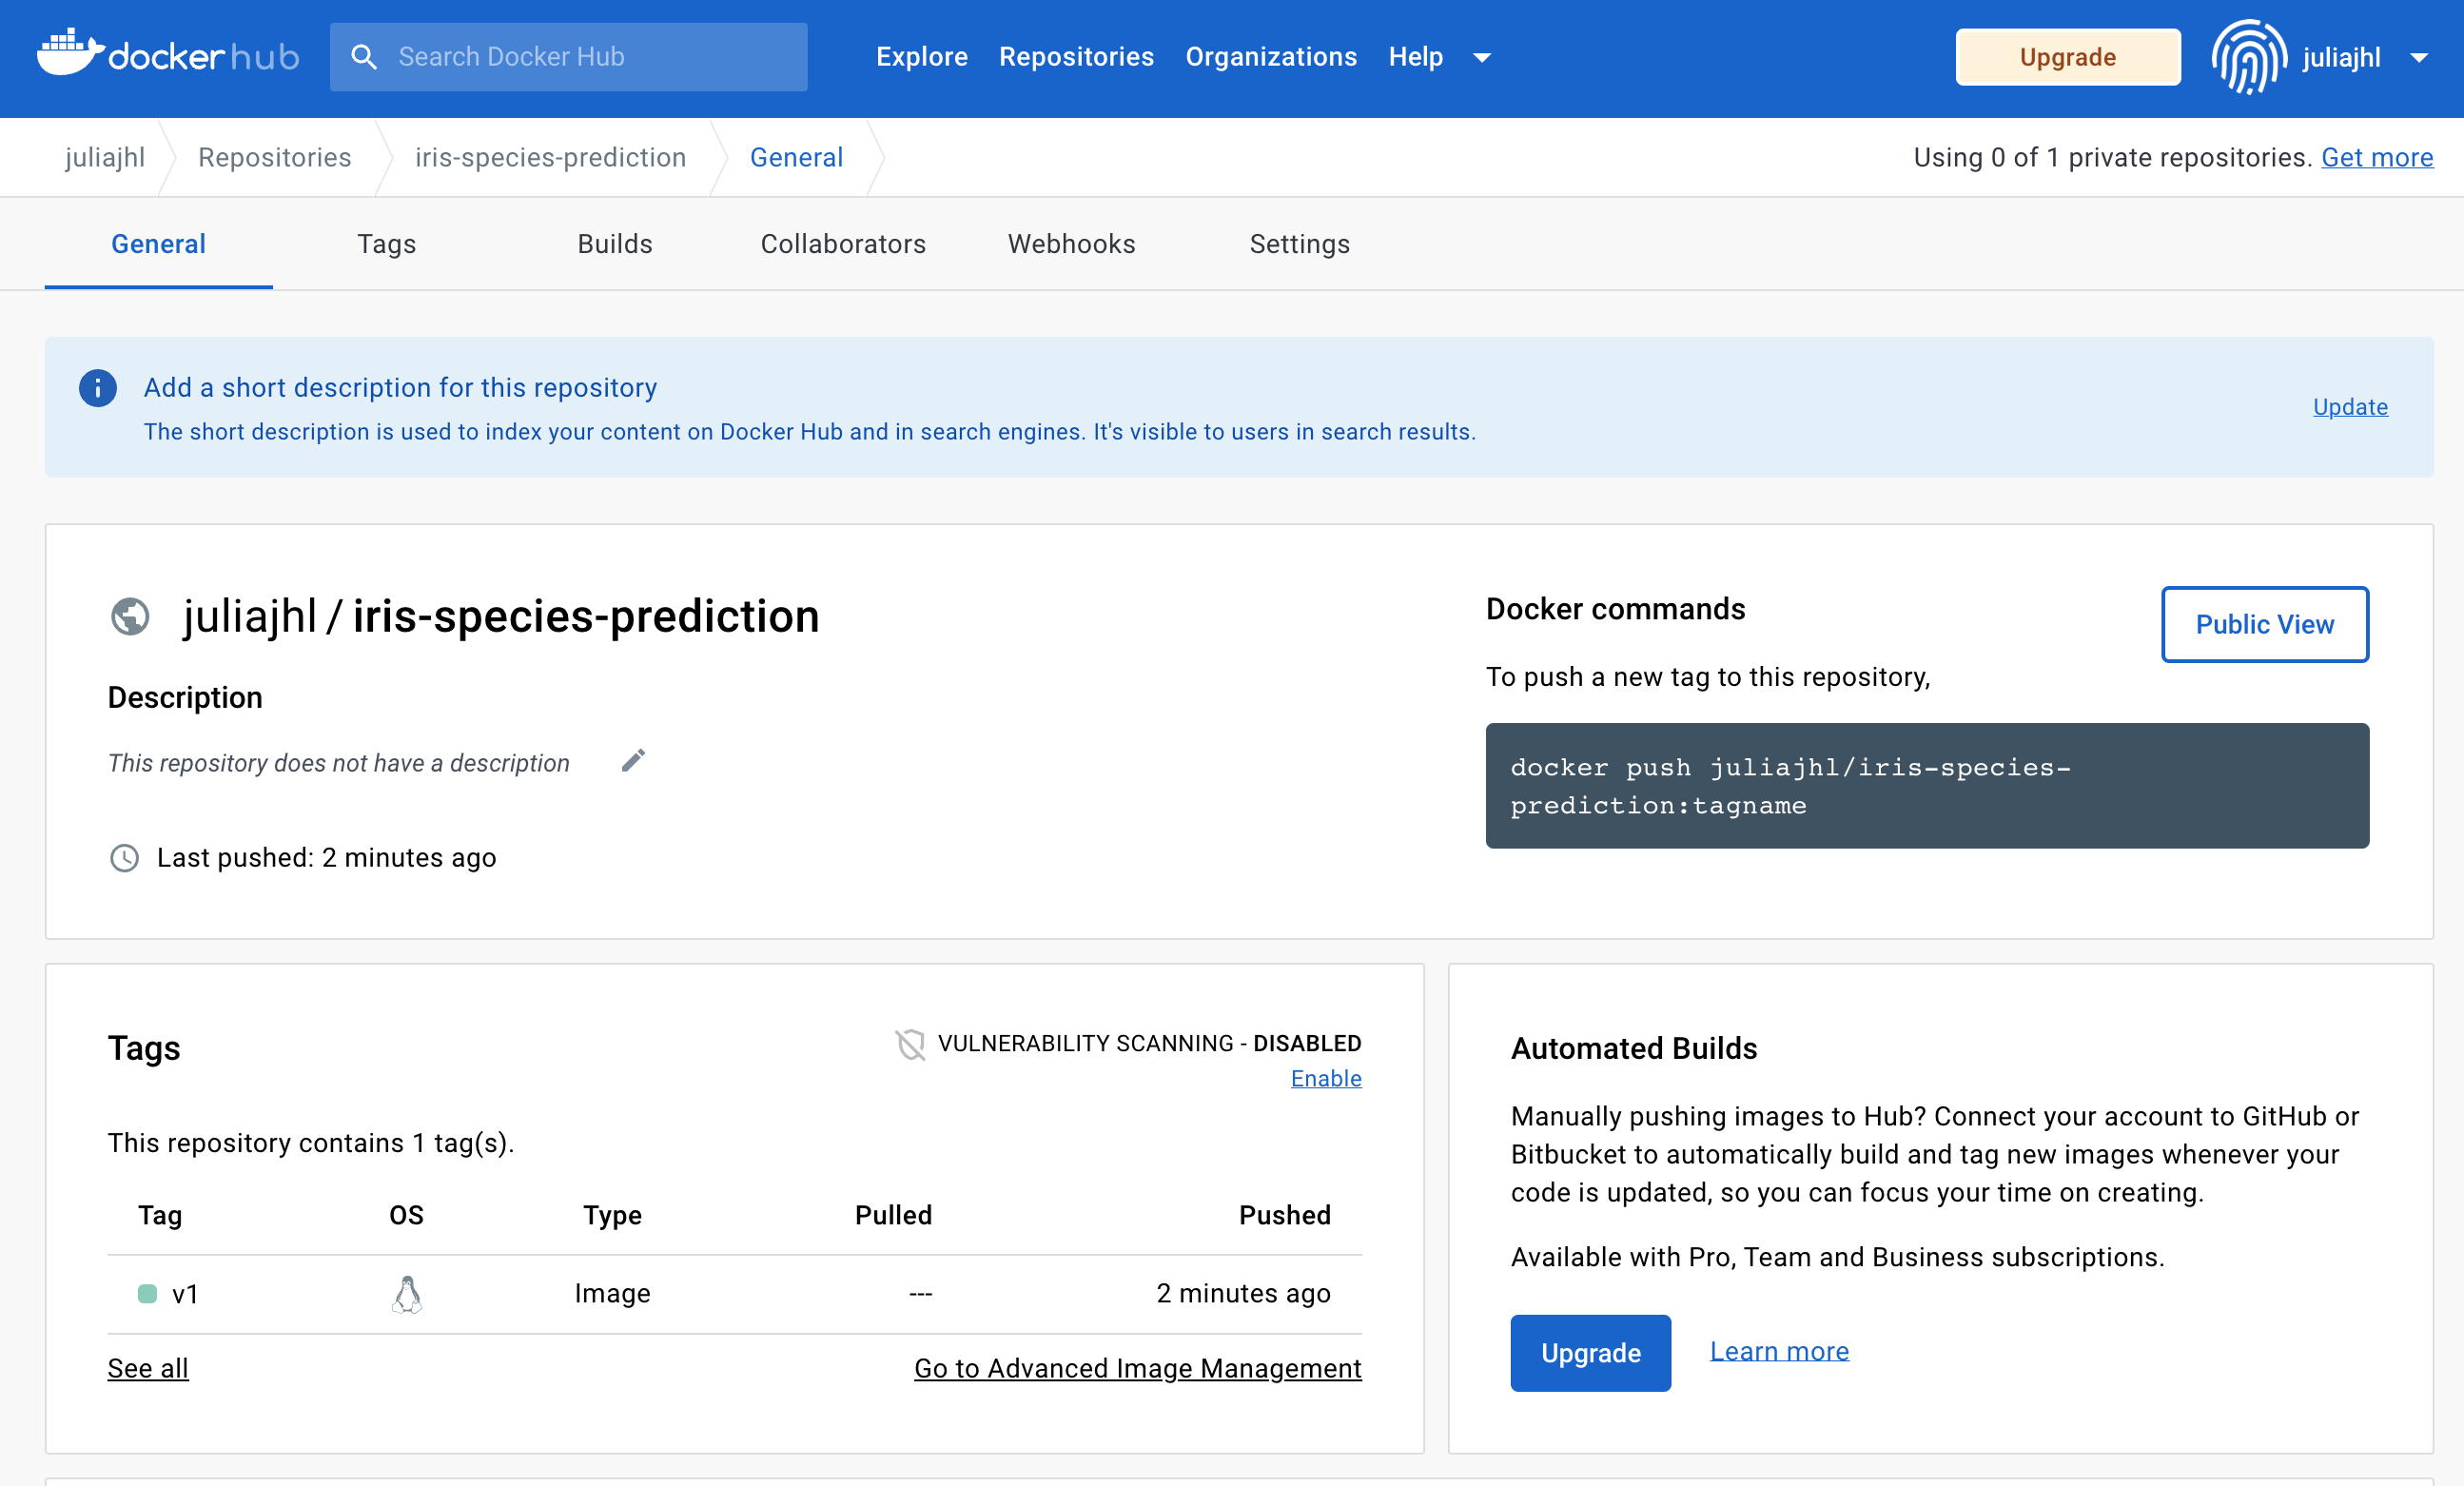 docker hub
Search Docker Hub
Explore
Repositories
Organizations
Help
Upgrade
juliajhl
juliajhl
Repositories
iris-species-prediction
General
Using 0 of 1 private repositories. Get more
General
Tags
Builds
Collaborators
Webhooks
Settings
Add a short description for this repository
The short description is used to index your content on Docker Hub and in search engines. It's visible to users in search results.
Update
juliajhl / iris-species-prediction
Description
This repository does not have a description
Last pushed: 2 minutes ago
Docker commands
Public View
To push a new tag to this repository,
docker push juliajhl/iris-species-
prediction:tagname
Tags
VULNERABILITY SCANNING - DISABLED
Enable
This repository contains 1 tag(s).
Tag OS Type Pulled Pushed
v1 Image --- 2 minutes ago
See all
Go to Advanced Image Management
Automated Builds
Manually pushing images to Hub? Connect your account to GitHub or
Bitbucket to automatically build and tag new images whenever your
code is updated, so you can focus your time on creating.
Available with Pro, Team and Business subscriptions.
Upgrade
Learn more